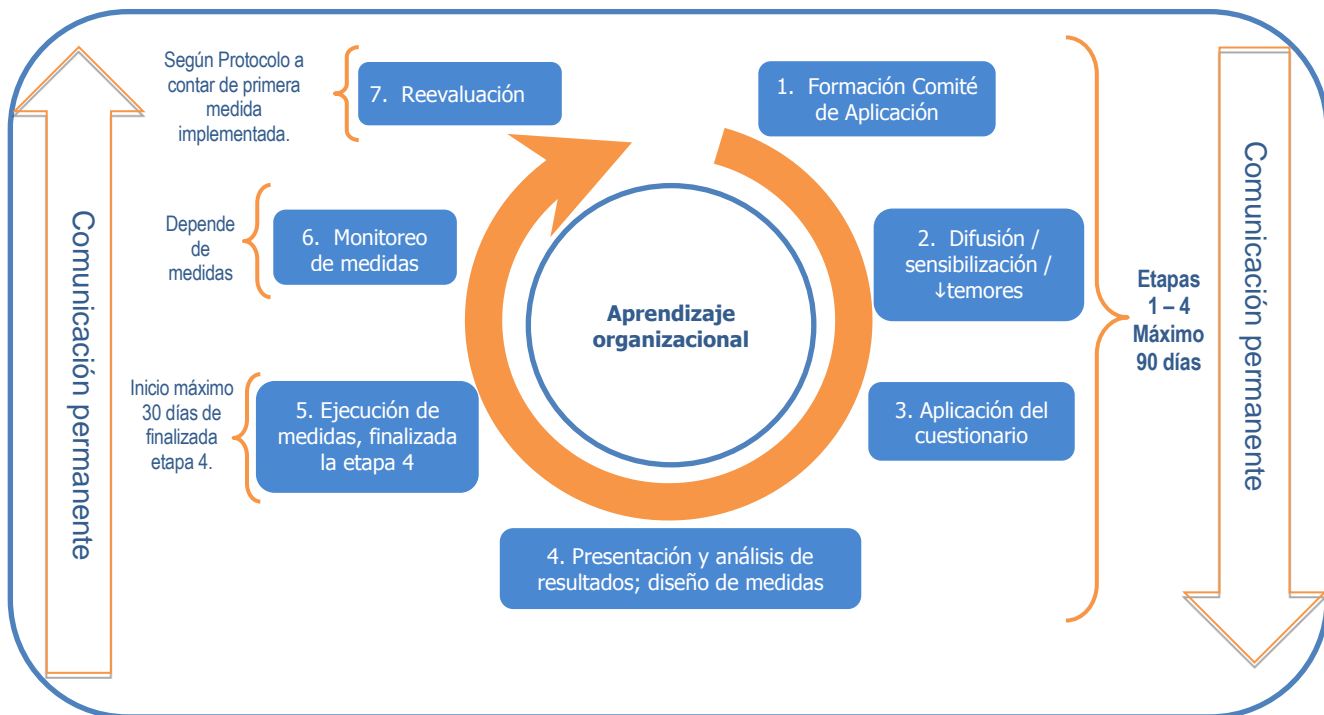 Comunicación permanente
Según Protocolo a
contar de primera
medida
implementada.
7. Reevaluación
1. Formación Comité
de Aplicación
2. Difusión /
sensibilización /
↓temores
3. Aplicación del
cuestionario
4. Presentación y análisis de
resultados; diseño de medidas
Etapas
1 – 4
Máximo
90 días
5. Ejecución de
medidas, finalizada
la etapa 4
Inicio máximo
30 días de
finalizada
etapa 4.
6. Monitoreo
de medidas
Depende
de
medidas
Aprendizaje
organizacional
Comunicación permanente